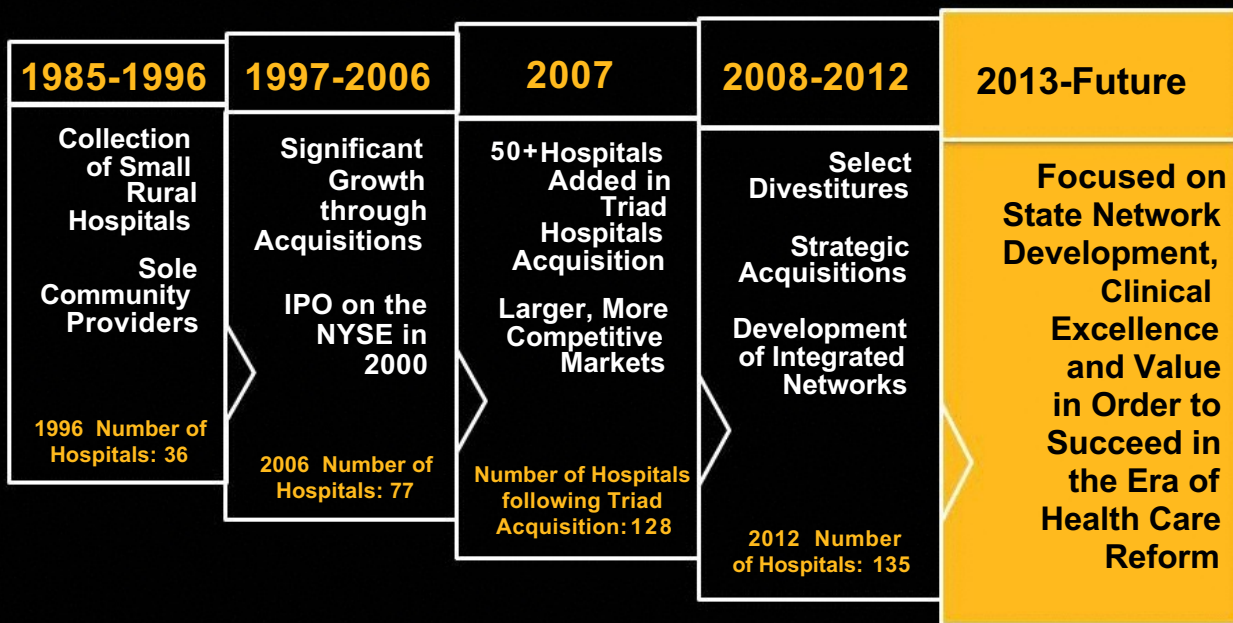 1985-1996
Collection
of Small
Rural
Hospitals
Sole
Community
Providers
1996 Number of
Hospitals: 36
1997-2006
Significant
Growth
through
Acquisitions
IPO on the
NYSE in
2000
2006 Number of
Hospitals: 77
2007
50+Hospitals
Added in
Triad
Hospitals
Acquisition
Larger, More
Competitive
Markets
Number of Hospitals
following Triad
Acquisition: 128
2008-2012
Select
Divestitures
Strategic
Acquisitions
Development
of Integrated
Networks
2012 Number
of Hospitals: 135
2013-Future
Focused on
State Network
Development,
Clinical
Excellence
and Value
in Order to
Succeed in
the Era of
Health Care
Reform